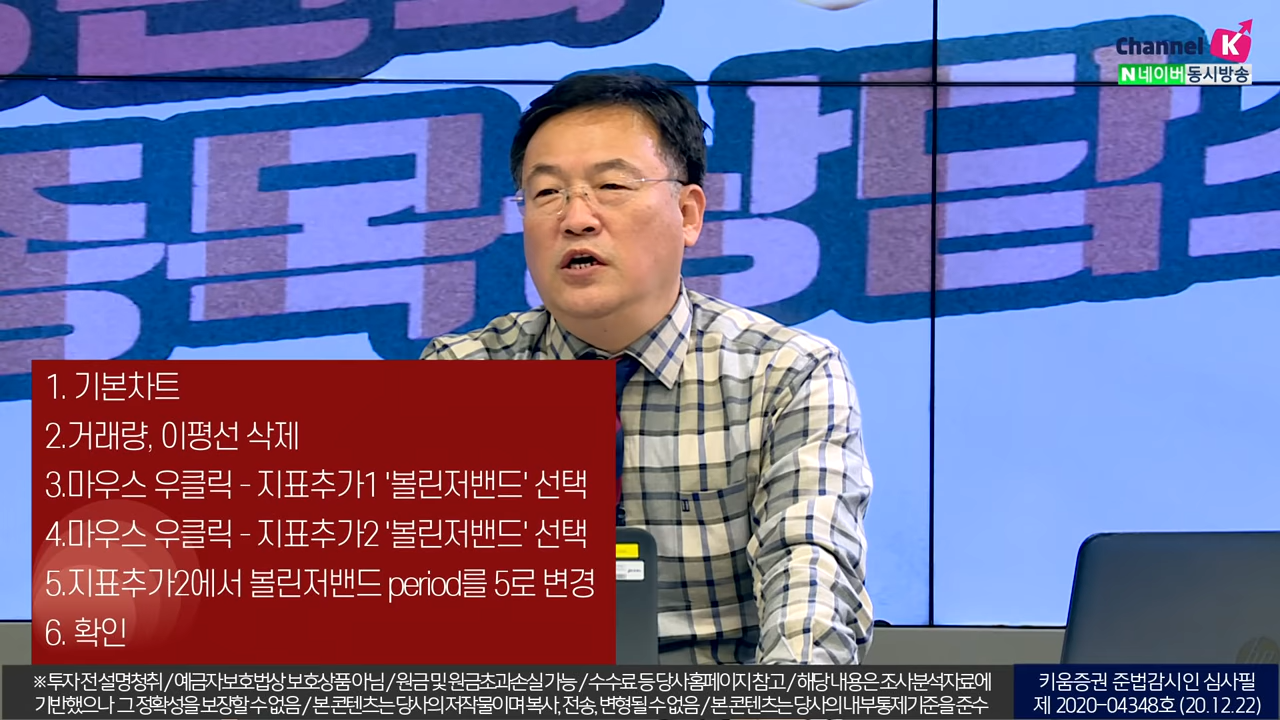 Channel K
N 네이버 동시방송
종목상담소
1. 기본차트
2.거래량, 이평선 삭제
3.마우스 우클릭 - 지표추가1 '볼린저밴드' 선택
4.마우스 우클릭 - 지표추가2 '볼린저밴드' 선택
5.지표추가2에서 볼린저밴드 period를 5로 변경
6. 확인
※ 투자 전 설명청취 / 예금자보호법상 보호상품 아님 / 원금 및 원금초과손실 가능 / 수수료 등 당사홈페이지 참고 / 해당 내용은 조사분석자료에
기반했으나 그 정확성을 보장할 수 없음 / 본 콘텐츠는 당사의 저작물이며 복사, 전송, 변형될 수 없음 / 본 콘텐츠는 당사의 내부통제기준을 준수
키움증권 준법감시인 심사필
제 2020-04348호 (20.12.22)